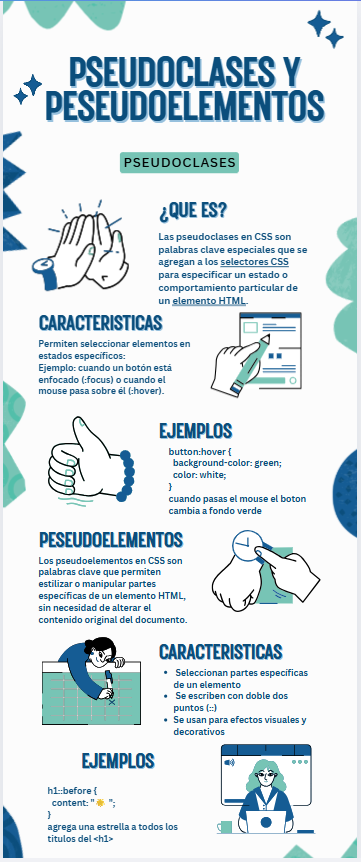 PSEUDOCLASES Y
PESEUDOELEMENTOS
PSEUDOCLASES
¿QUE ES?
Las pseudoclases en CSS son
palabras clave especiales que se
agregan a los selectores CSS
para especificar un estado o
comportamiento particular de
un elemento HTML.
CARACTERISTICAS
Permiten seleccionar elementos en
estados específicos:
Ejemplo: cuando un botón está
enfocado (:focus) o cuando el
mouse pasa sobre él (:hover).
EJEMPLOS
button:hover {
background-color: green;
color: white;
}
cuando pasas el mouse el boton
cambia a fondo verde
PESEUDOELEMENTOS
Los pseudoelementos en CSS son
palabras clave que permiten
estilizar o manipular partes
específicas de un elemento HTML,
sin necesidad de alterar el
contenido original del documento.
CARACTERISTICAS
• Seleccionan partes específicas
de un elemento
• Se escriben con doble dos
puntos (::)
• Se usan para efectos visuales y
decorativos
EJEMPLOS
h1::before {
content: "🌟 ";
}
agrega una estrella a todos los
titulos del <h1>